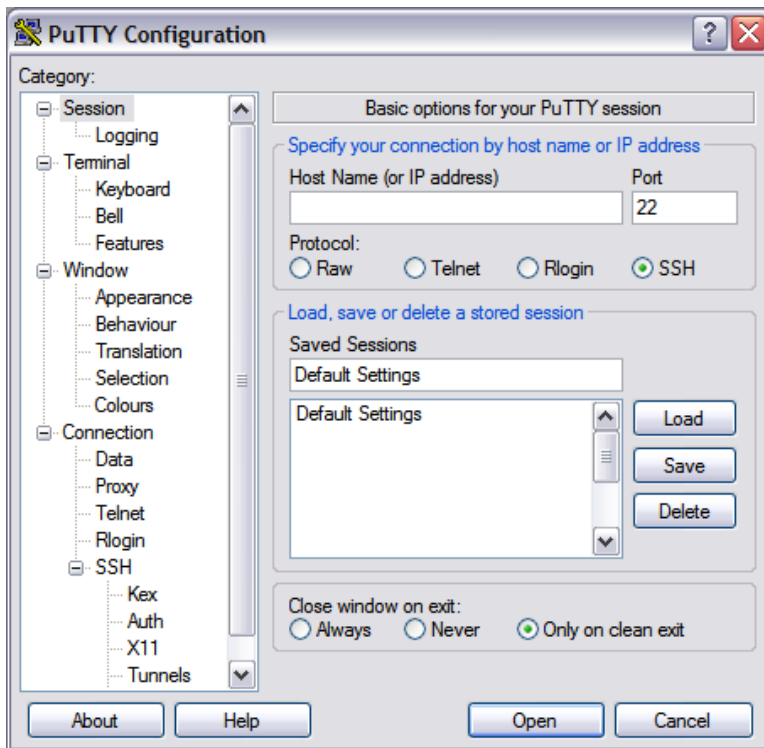 PuTTY Configuration
Category:
Session
Logging
Terminal
Keyboard
Bell
Features
Window
Appearance
Behaviour
Translation
Selection
Colours
Connection
Data
Proxy
Telnet
Rlogin
SSH
Kex
Auth
X11
Tunnels
Basic options for your PuTTY session
Specify your connection by host name or IP address
Host Name (or IP address) Port
22
Protocol:
Raw Telnet Rlogin SSH
Load, save or delete a stored session
Saved Sessions
Default Settings
Default Settings
Load
Save
Delete
Close window on exit:
Always Never Only on clean exit
About Help Open Cancel